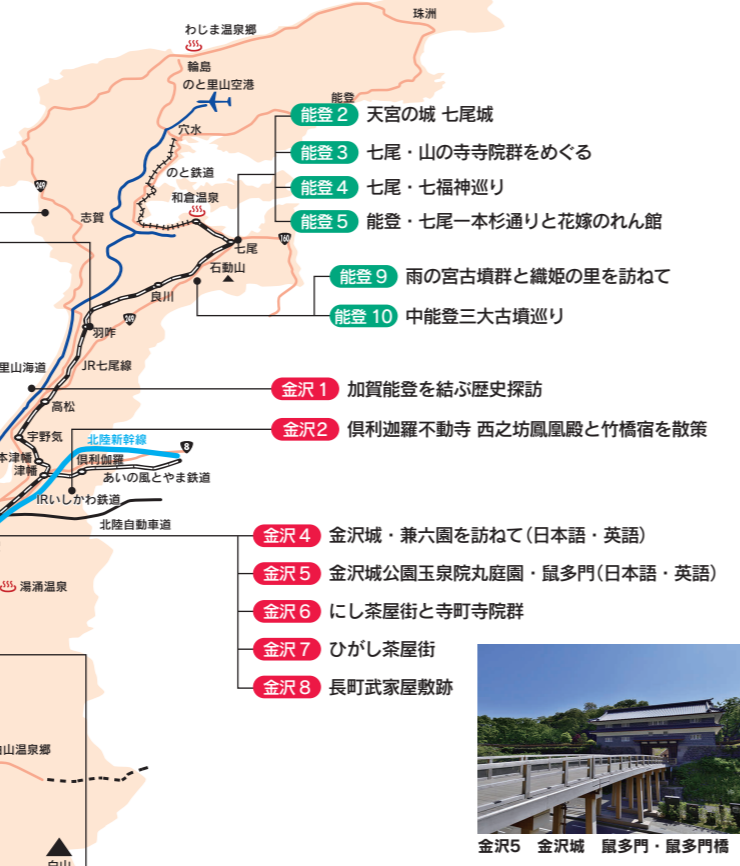 珠洲
わじま温泉郷
輪島
のと里山空港
能登
能登 2 天宮の城 七尾城
穴水
能登 3 七尾・山の寺寺院群をめぐる
のと鉄道
249
能登 4 七尾・七福神巡り
和倉温泉
志賀
能登 5 能登・七尾一本杉通りと花嫁のれん館
160
七尾
石動山
能登 9 雨の宮古墳群と織姫の里を訪ねて
良川
能登 10 中能登三大古墳巡り
249
羽咋
里山海道
JR七尾線
金沢 1 加賀能登を結ぶ歴史探訪
高松
金沢2 倶利迦羅不動寺 西之坊鳳凰殿と竹橋宿を散策
宇野気
北陸新幹線
8
本津幡
倶利伽羅
津幡
あいの風とやま鉄道
IRいしかわ鉄道
北陸自動車道
金沢 4 金沢城・兼六園を訪ねて(日本語・英語)
金沢 5 金沢城公園玉泉院丸庭園・鼠多門(日本語・英語)
湯涌温泉
金沢 6 にし茶屋街と寺町寺院群
金沢 7 ひがし茶屋街
金沢 8 長町武家屋敷跡
山温泉郷
金沢5 金沢城 鼠多門・鼠多門橋
白山